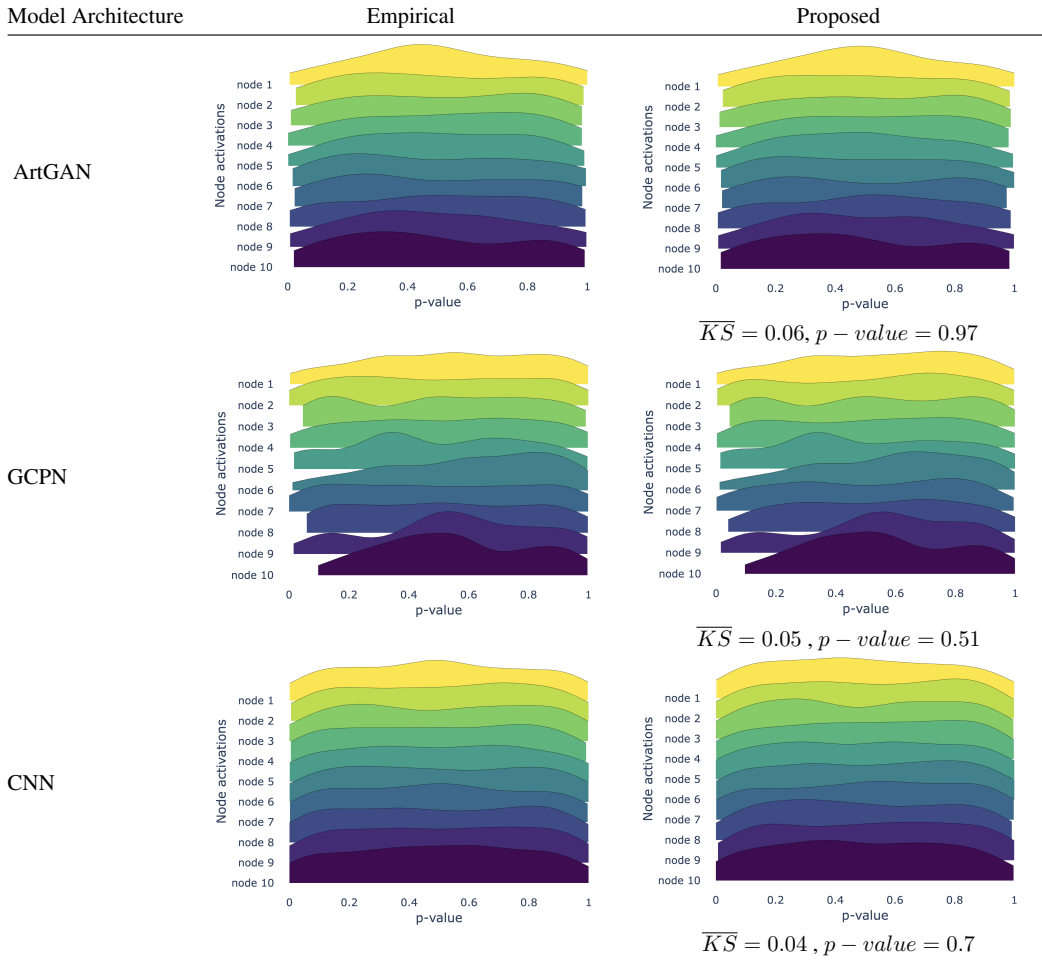 Model Architecture Empirical Proposed
ArtGAN
Node activations
node 1
node 2
node 3
node 4
node 5
node 6
node 7
node 8
node 9
node 10
0 0.2 0.4 0.6 0.8 1
p-value
Node activations
node 1
node 2
node 3
node 4
node 5
node 6
node 7
node 8
node 9
node 10
0 0.2 0.4 0.6 0.8 1
p-value
$\overline{KS} = 0.06, p - value = 0.97$
GCPN
Node activations
node 1
node 2
node 3
node 4
node 5
node 6
node 7
node 8
node 9
node 10
0 0.2 0.4 0.6 0.8 1
p-value
Node activations
node 1
node 2
node 3
node 4
node 5
node 6
node 7
node 8
node 9
node 10
0 0.2 0.4 0.6 0.8 1
p-value
$\overline{KS} = 0.05 , p - value = 0.51$
CNN
Node activations
node 1
node 2
node 3
node 4
node 5
node 6
node 7
node 8
node 9
node 10
0 0.2 0.4 0.6 0.8 1
p-value
Node activations
node 1
node 2
node 3
node 4
node 5
node 6
node 7
node 8
node 9
node 10
0 0.2 0.4 0.6 0.8 1
p-value
$\overline{KS} = 0.04 , p - value = 0.7$